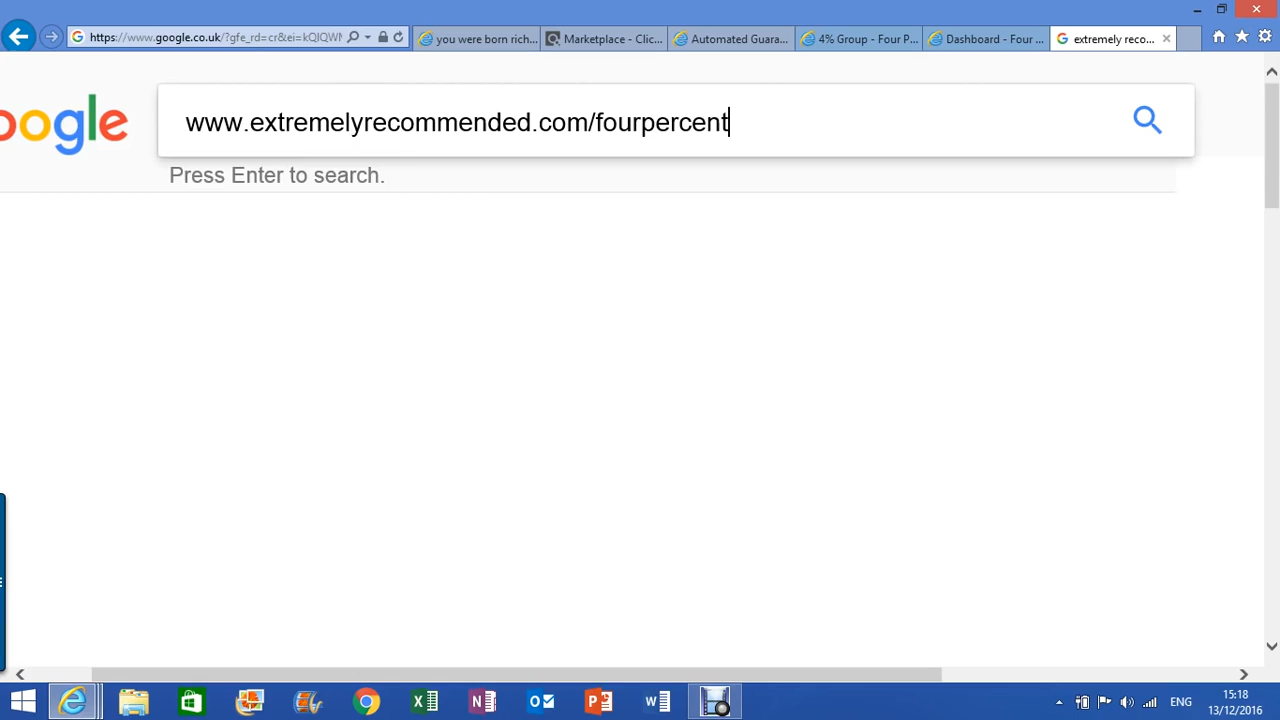 https://www.google.co.uk/?gfe_rd=cr&ei=kQIQWN
you were born rich...
Marketplace - Clic...
Automated Guara...
4% Group - Four P...
Dashboard - Four ...
extremely reco...
oogle
www.extremelyrecommended.com/fourpercent
Press Enter to search.
ENG
15:18
13/12/2016